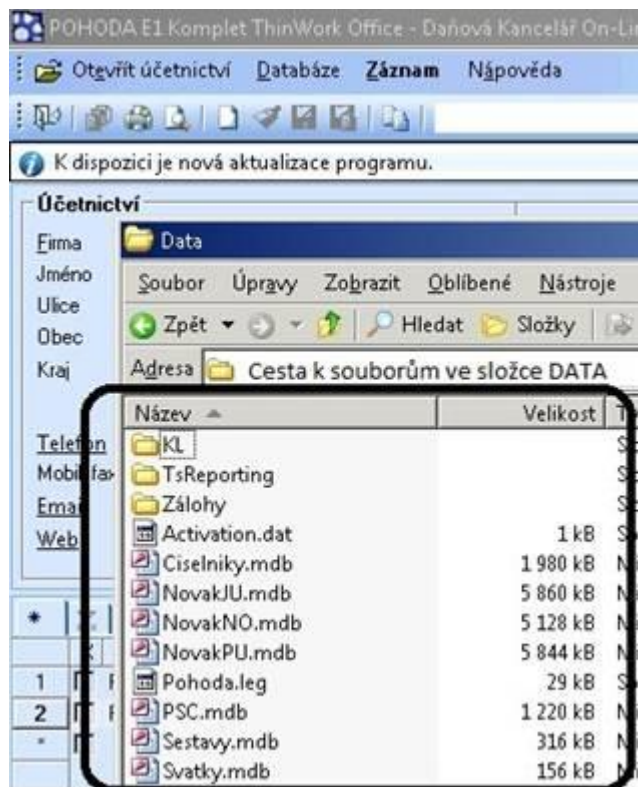 POHODA E1 Komplet ThinWork Office - Daňová Kancelář On-Li
Otevřít účetnictví Databáze Záznam Nápověda
K dispozici je nová aktualizace programu.
Účetnictví
Firma
Jméno
Ulice
Obec
Kraj
Telefon
Mobil fax
Email
Web
Data
Soubor Úpravy Zobrazit Oblíbené Nástroje
Zpět Hledat Složky
Adresa Cesta k souborům ve složce DATA
Název Velikost
KL
TsReporting
Zálohy
Activation.dat 1 kB
Ciselniky.mdb 1 980 kB
NovakJU.mdb 5 860 kB
NovakNO.mdb 5 128 kB
NovakPU.mdb 5 844 kB
Pohoda.leg 29 kB
PSC.mdb 1 220 kB
Sestavy.mdb 316 kB
Svatky.mdb 156 kB
1
2